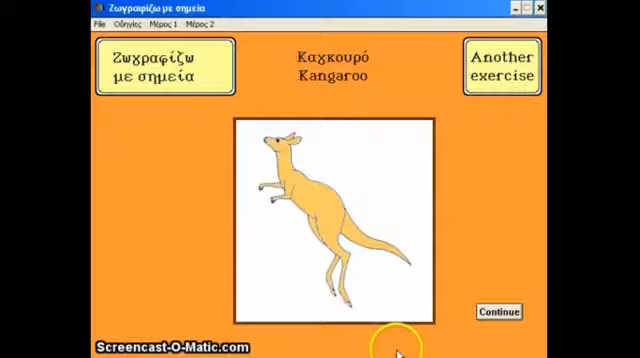 Ζωγραφίζω με σημεία
File Οδηγίες Μέρος 1 Μέρος 2
Ζωγραφίζω
με σημεία
Καγκουρό
Kangaroo
Another
exercise
Continue
Screencast-O-Matic.com